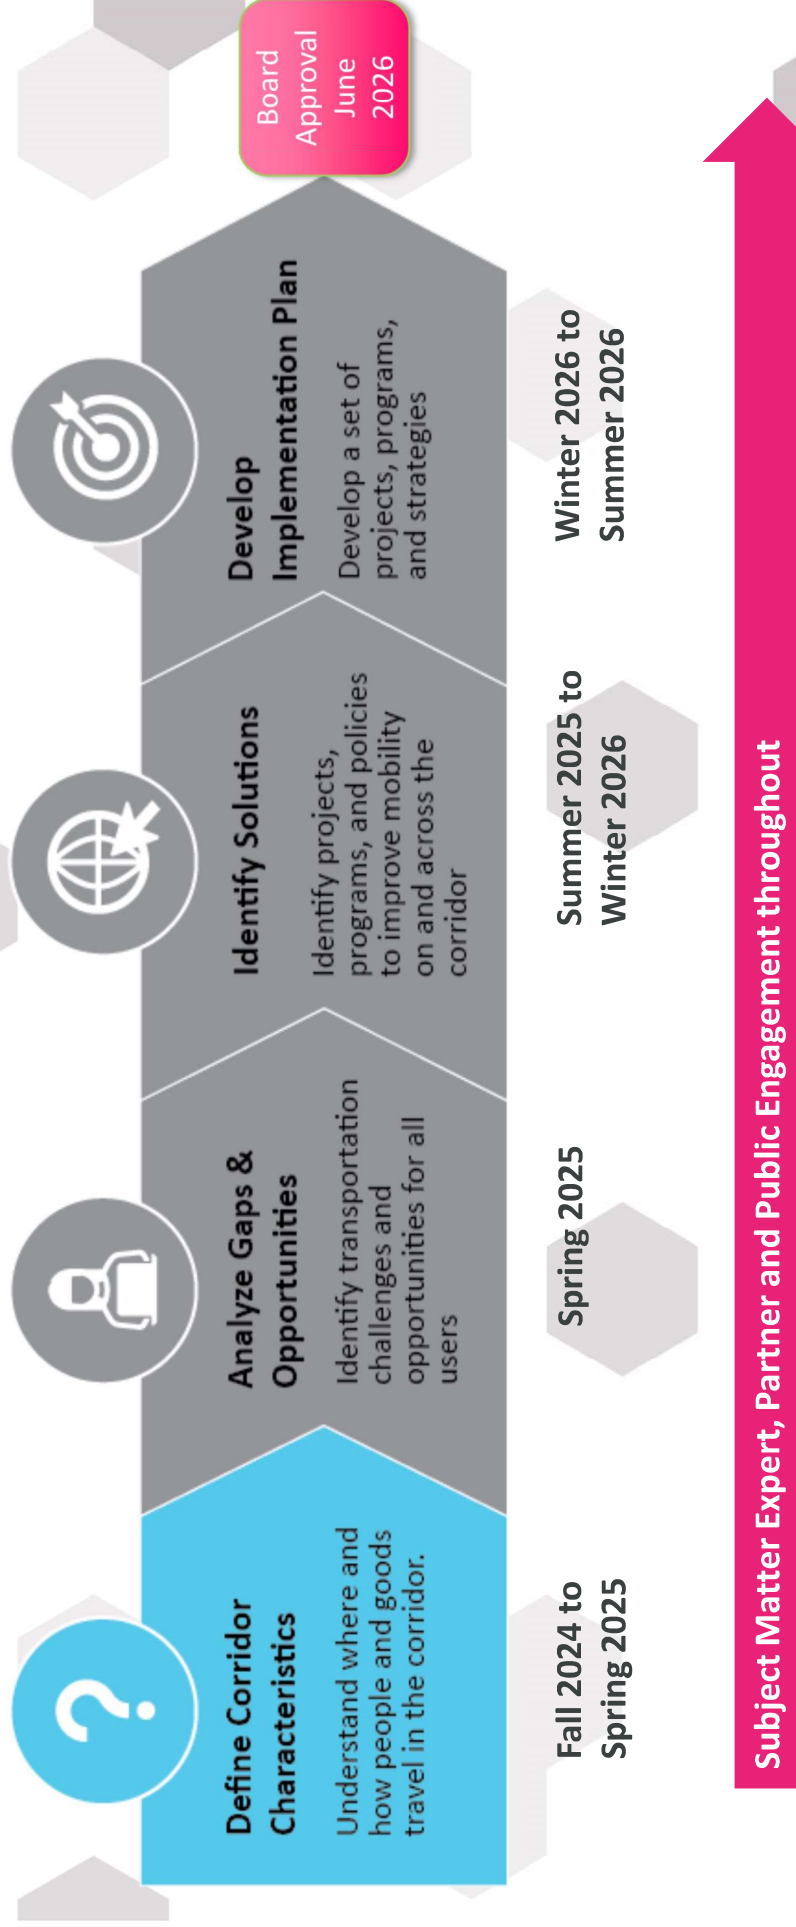 Define Corridor
Characteristics
Understand where and
how people and goods
travel in the corridor.
Fall 2024 to
Spring 2025
Analyze Gaps &
Opportunities
Identify transportation
challenges and
opportunities for all
users
Spring 2025
Identify Solutions
Identify projects,
programs, and policies
to improve mobility
on and across the
corridor
Summer 2025 to
Winter 2026
Develop
Implementation Plan
Develop a set of
projects, programs,
and strategies
Winter 2026 to
Summer 2026
Board
Approval
June
2026
Subject Matter Expert, Partner and Public Engagement throughout